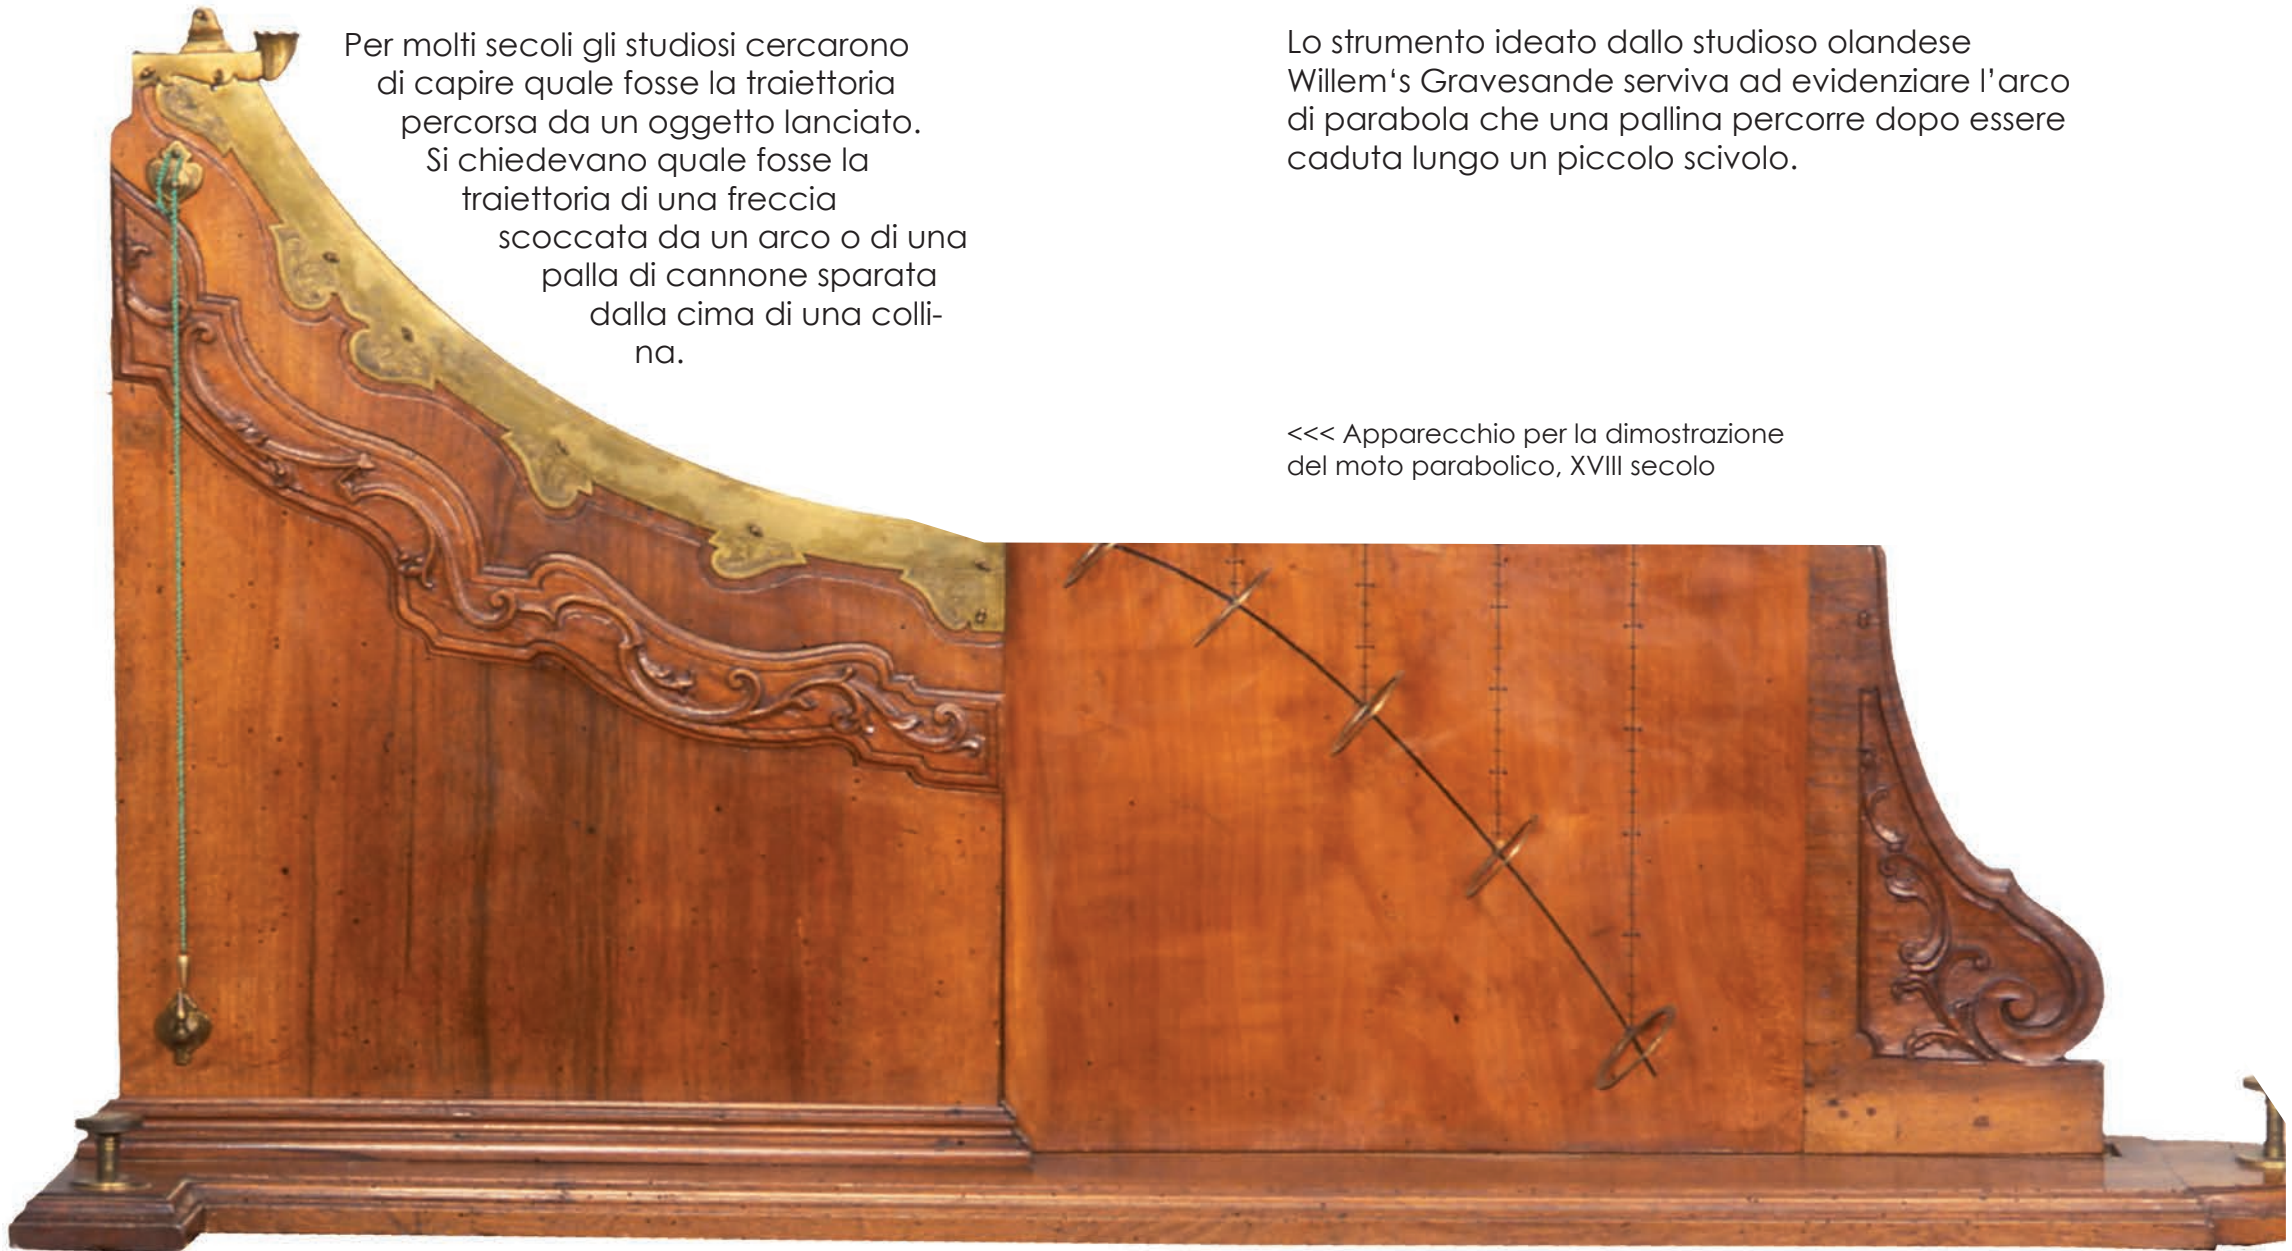 Per molti secoli gli studiosi cercarono
di capire quale fosse la traiettoria
percorsa da un oggetto lanciato.
Si chiedevano quale fosse la
traiettoria di una freccia
scoccata da un arco o di una
palla di cannone sparata
dalla cima di una colli-
na.
Lo strumento ideato dallo studioso olandese
Willem‘s Gravesande serviva ad evidenziare l’arco
di parabola che una pallina percorre dopo essere
caduta lungo un piccolo scivolo.
<<< Apparecchio per la dimostrazione
del moto parabolico, XVIII secolo